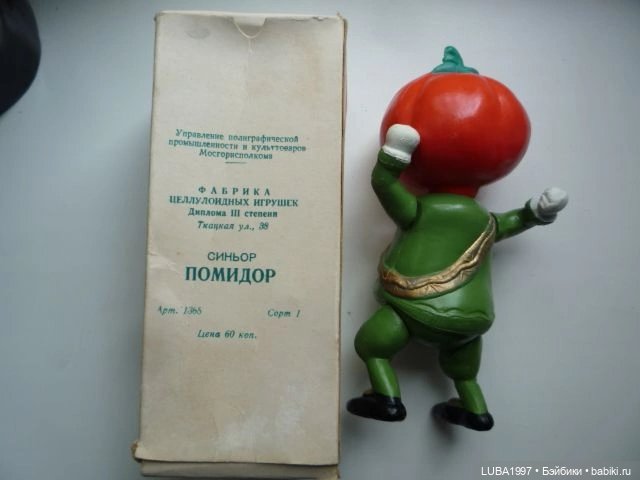 Управление полиграфической
промышленности и культтоваров
Мосгорисполкома
ФАБРИКА
ЦЕЛЛУЛОИДНЫХ ИГРУШЕК
Диплома III степени
Ткацкая ул., 38
СИНЬОР
ПОМИДОР
Арт. 1365 Сорт 1
Цена 60 коп.
LUBA1997 • Бэйбики • babiki.ru